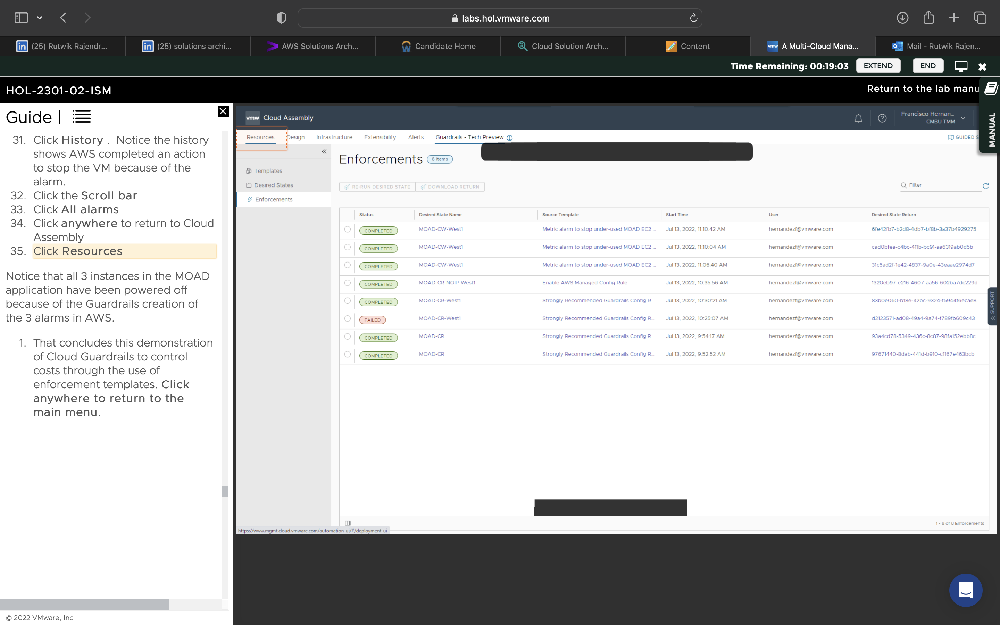 labs.hol.vmware.com
(25) Rutwik Rajendr...
(25) solutions archi...
AWS Solutions Arch...
Candidate Home
Cloud Solution Arch...
Content
vmw A Multi-Cloud Mana...
Mail - Rutwik Rajen...
Time Remaining: 00:19:03
EXTEND
END
HOL-2301-02-ISM
Return to the lab manu
MANUAL
Guide |
31. Click History . Notice the history
shows AWS completed an action
to stop the VM because of the
alarm.
32. Click the Scroll bar
33. Click All alarms
34. Click anywhere to return to Cloud
Assembly
35. Click Resources
Notice that all 3 instances in the MOAD
application have been powered off
because of the Guardrails creation of
the 3 alarms in AWS.
1. That concludes this demonstration
of Cloud Guardrails to control
costs through the use of
enforcement templates. Click
anywhere to return to the
main menu.
© 2022 VMware, Inc
vmw Cloud Assembly
Francisco Hernan...
CMBU TMM
Resources Design Infrastructure Extensibility Alerts Guardrails - Tech Preview
GUIDED S
Templates
Desired States
Enforcements
Enforcements 8 items
RE-RUN DESIRED STATE DOWNLOAD RETURN
Filter
Status Desired State Name Source Template Start Time User Desired State Return
COMPLETED MOAD-CW-West1 Metric alarm to stop under-used MOAD EC2 ... Jul 13, 2022, 11:10:42 AM hernandezf@vmware.com 6fe42fb7-b2d8-4db7-bf8b-3a37b4929275
COMPLETED MOAD-CW-West1 Metric alarm to stop under-used MOAD EC2 ... Jul 13, 2022, 11:10:04 AM hernandezf@vmware.com cad0bfea-c4bc-411b-bc91-aa6319ab0d5b
COMPLETED MOAD-CW-West1 Metric alarm to stop under-used MOAD EC2 ... Jul 13, 2022, 11:06:40 AM hernandezf@vmware.com 31c5ad2f-1e42-4837-9a0e-43eaae2974d7
COMPLETED MOAD-CR-NOIP-West1 Enable AWS Managed Config Rule Jul 13, 2022, 10:35:56 AM hernandezf@vmware.com 1320eb97-e216-4607-aa56-602ba7dc229d
COMPLETED MOAD-CR-West1 Strongly Recommended Guardrails Config R... Jul 13, 2022, 10:30:21 AM hernandezf@vmware.com 83b0e060-b18e-42bc-9324-f5944f6ecae8
FAILED MOAD-CR-West1 Strongly Recommended Guardrails Config R... Jul 13, 2022, 10:25:07 AM hernandezf@vmware.com d2123571-ad08-49a4-9a74-f789fb609c43
COMPLETED MOAD-CR Strongly Recommended Guardrails Config R... Jul 13, 2022, 9:54:17 AM hernandezf@vmware.com 93a4cd78-5349-436c-8c87-98fa152ebb8c
COMPLETED MOAD-CR Strongly Recommended Guardrails Config R... Jul 13, 2022, 9:52:52 AM hernandezf@vmware.com 97671440-8dab-441d-b910-c1167e463bcb
SUPPORT
1 - 8 of 8 Enforcements
https://www.mgmt.cloud.vmware.com/automation-ui/#/deployment-ui